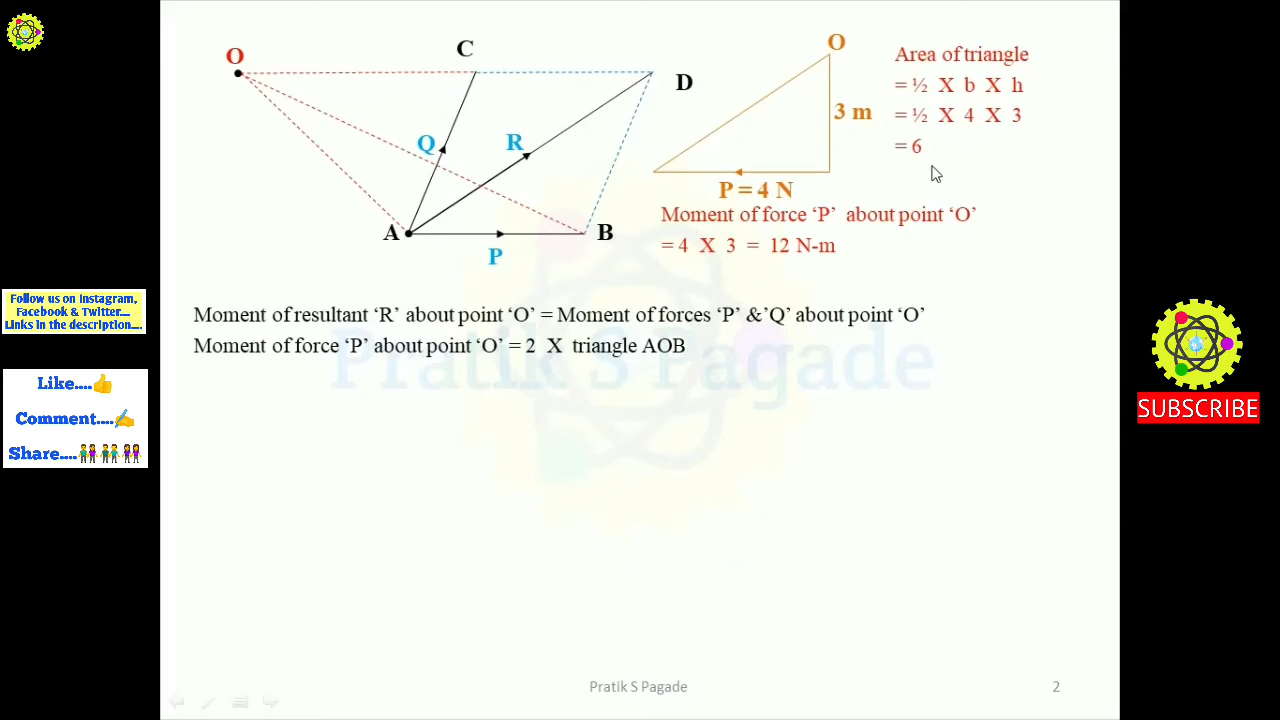 O
C
D
Q
R
A
B
P
O
3 m
P = 4 N
Area of triangle
= ½ X b X h
= ½ X 4 X 3
= 6
Moment of force ‘P’ about point ‘O’
= 4 X 3 = 12 N-m
Follow us on Instagram,
Facebook & Twitter....
Links in the description....
Like....👍
Comment....✍
Share....👫👫👫
Moment of resultant ‘R’ about point ‘O’ = Moment of forces ‘P’ &’Q’ about point ‘O’
Moment of force ‘P’ about point ‘O’ = 2 X triangle AOB
Pratik S Pagade
SUBSCRIBE
Pratik S Pagade
2